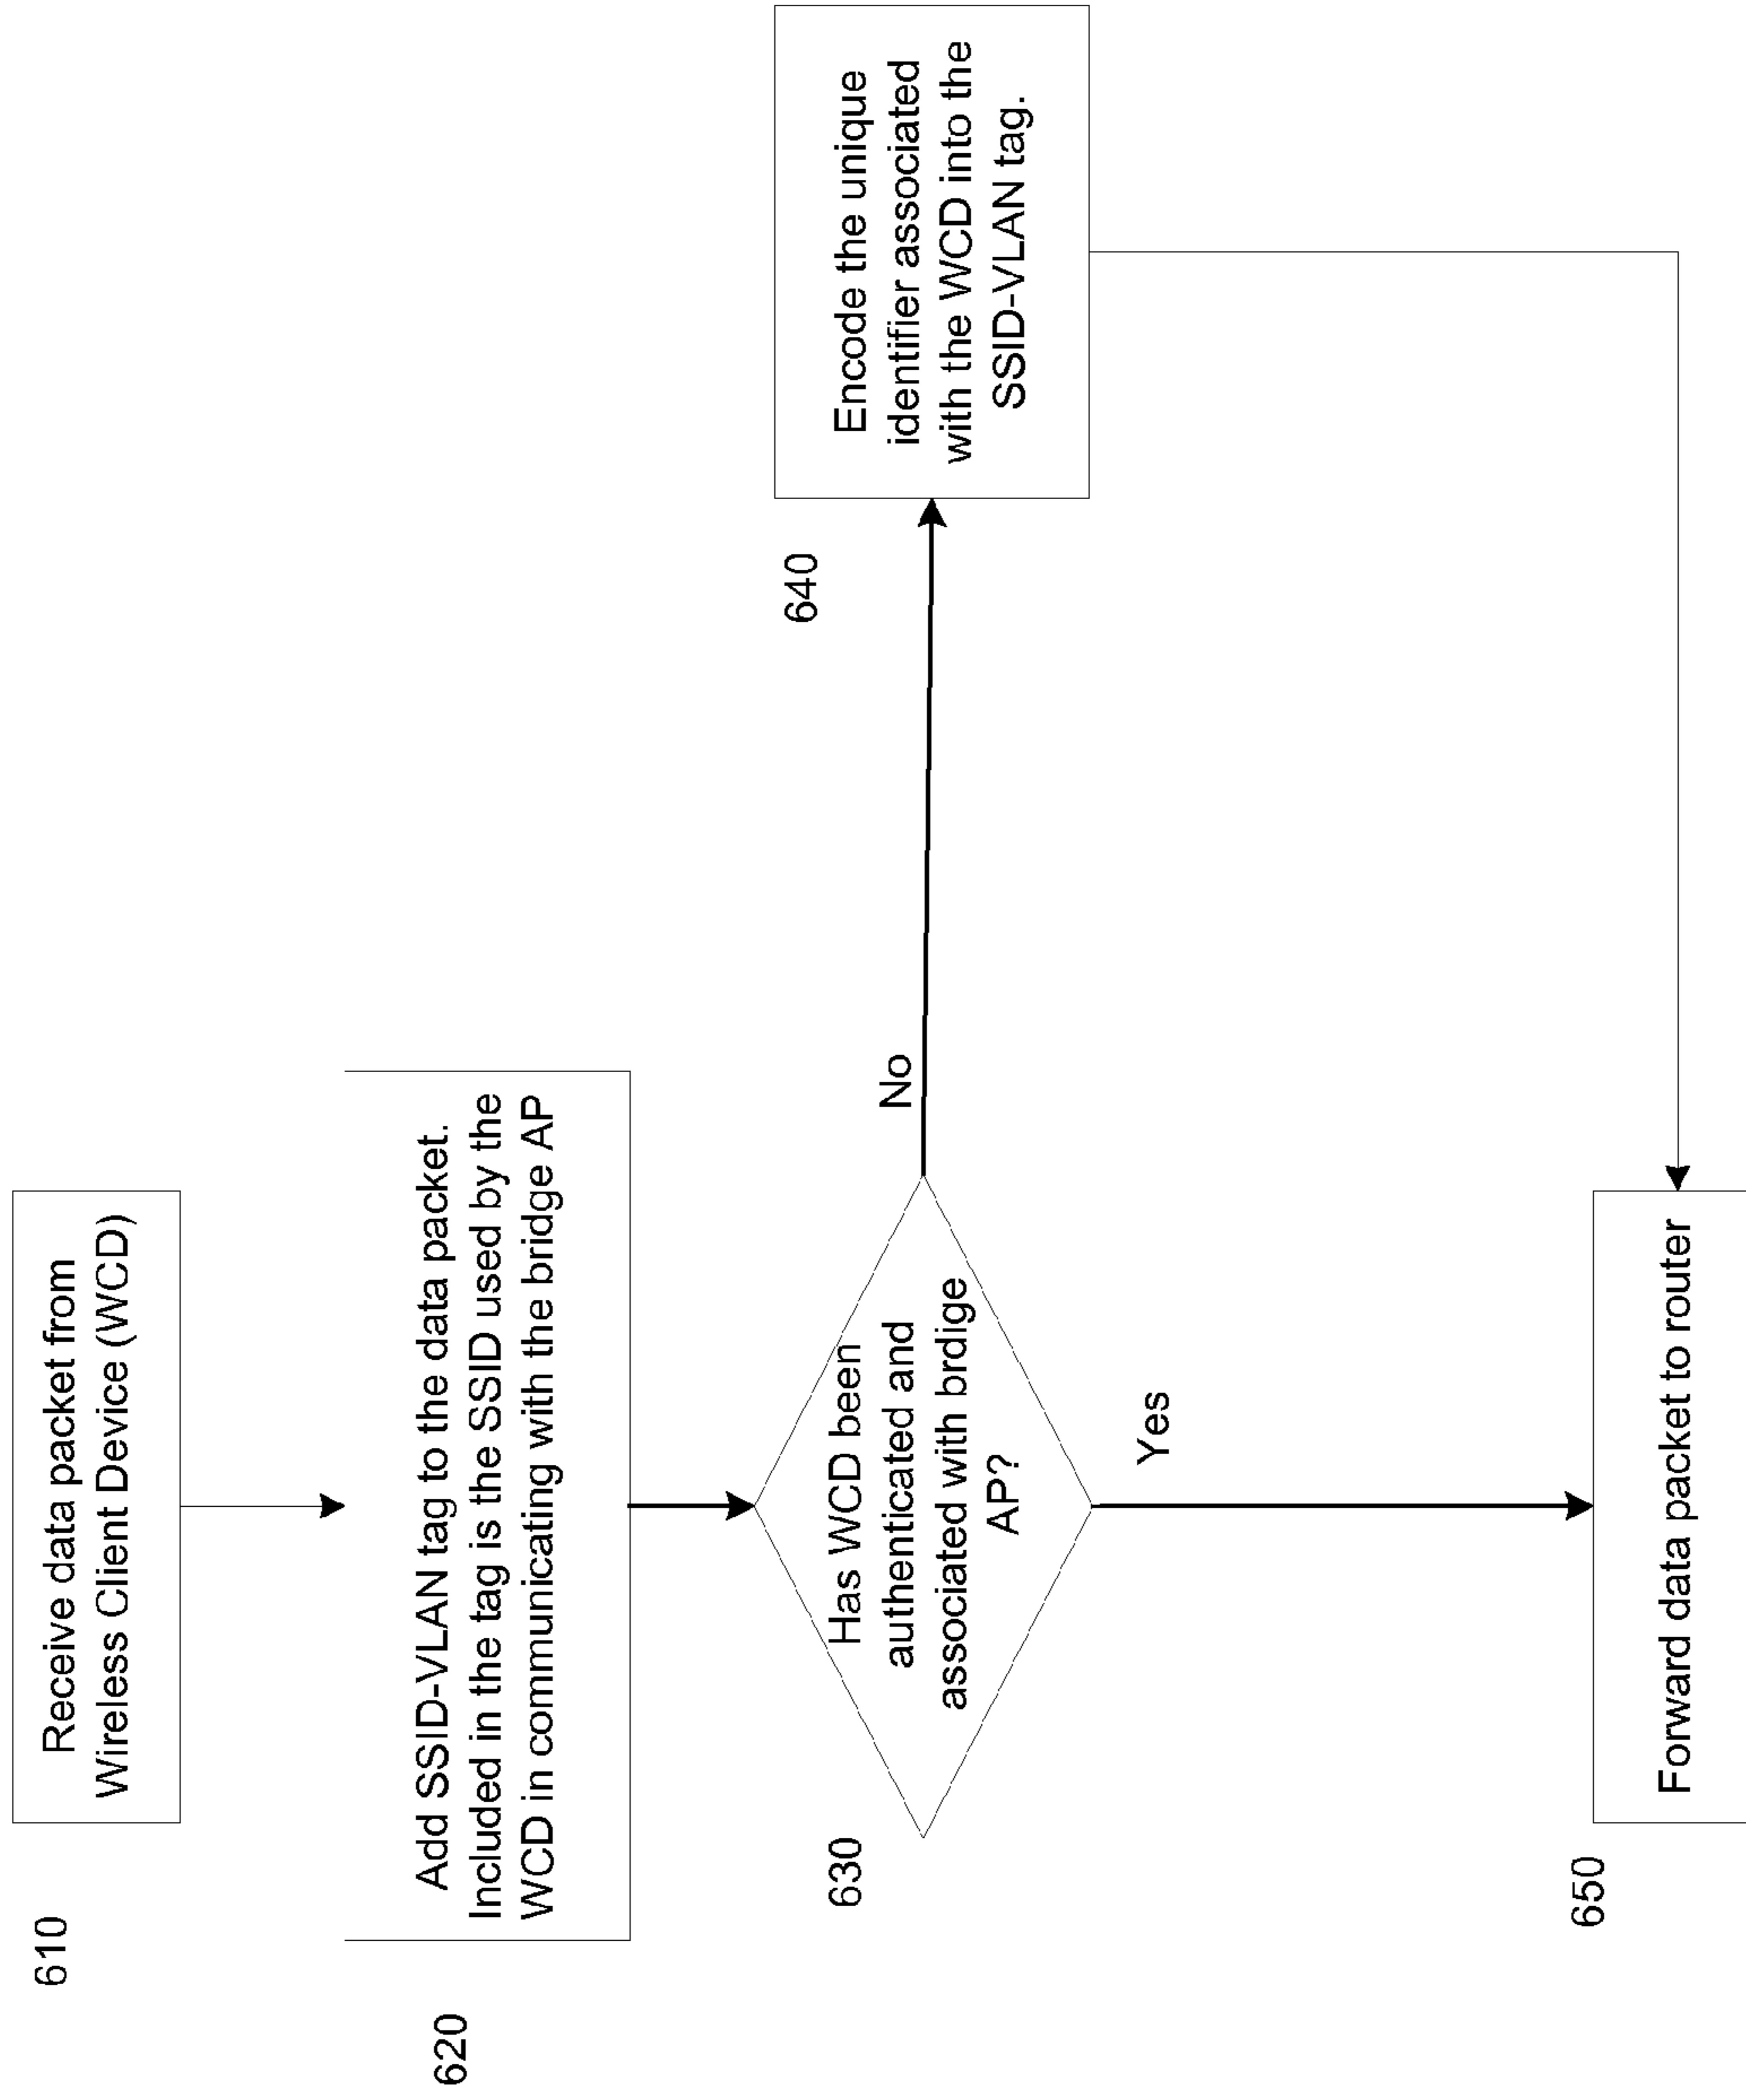 610
Receive data packet from
Wireless Client Device (WCD)
620
Add SSID-VLAN tag to the data packet.
Included in the tag is the SSID used by the
WCD in communicating with the bridge AP
630
Has WCD been
authenticated and
associated with brdige
AP?
No
Yes
640
Encode the unique
identifier associated
with the WCD into the
SSID-VLAN tag.
650
Forward data packet to router